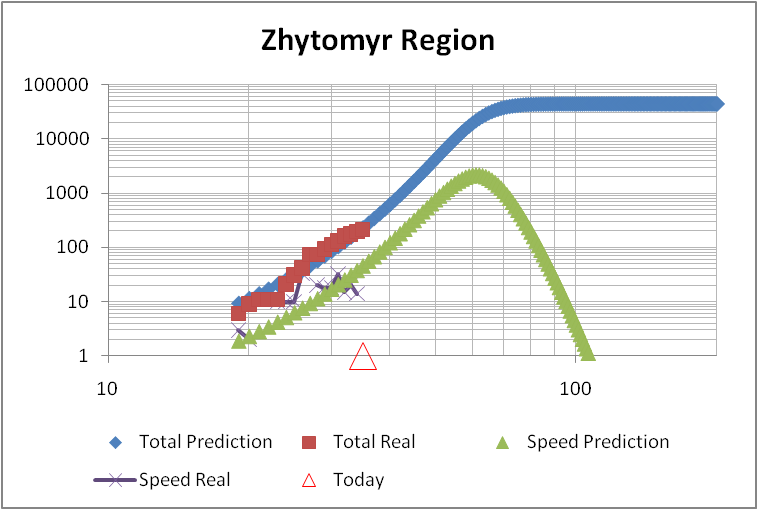 Zhytomyr Region
100000
10000
1000
100
10
1
10 100
Total Prediction Total Real Speed Prediction
Speed Real Today